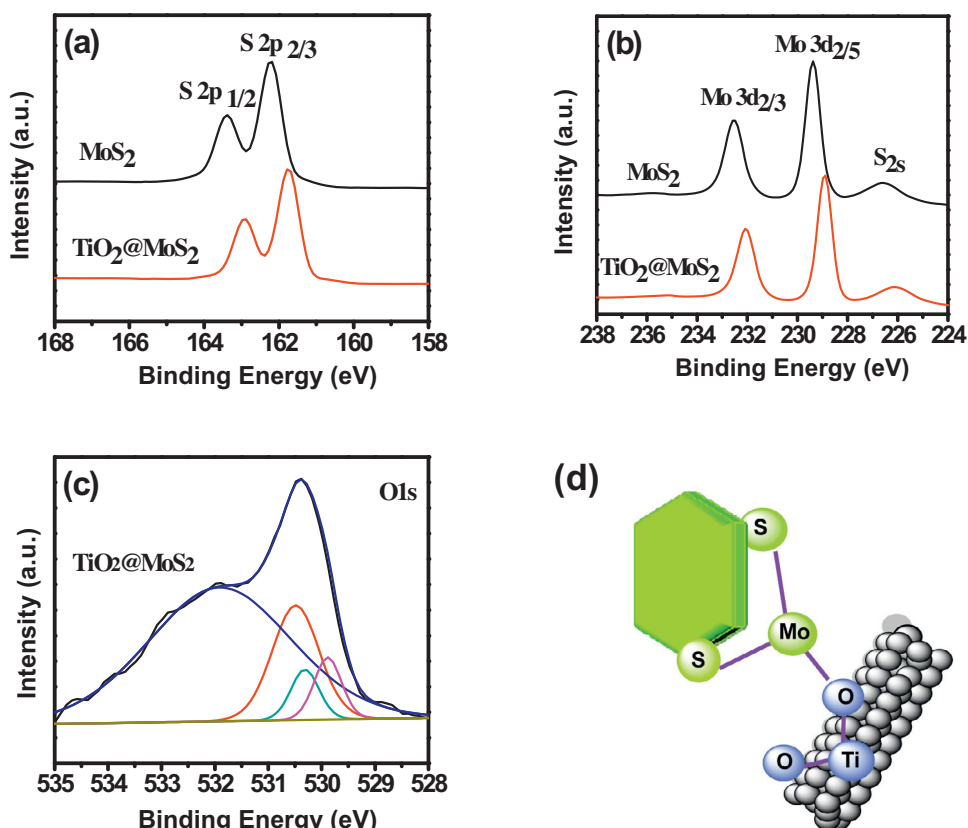 (a)
S 2p 2/3
S 2p 1/2
MoS2
TiO2@MoS2
Intensity (a.u.)
168 166 164 162 160 158
Binding Energy (eV)
(b)
Mo 3d2/5
Mo 3d2/3
S2s
MoS2
TiO2@MoS2
Intensity (a.u.)
238 236 234 232 230 228 226 224
Binding Energy (eV)
(c)
O1s
TiO2@MoS2
Intensity (a.u.)
535 534 533 532 531 530 529 528
Binding Energy (eV)
(d)
S
Mo
S
O
O
Ti